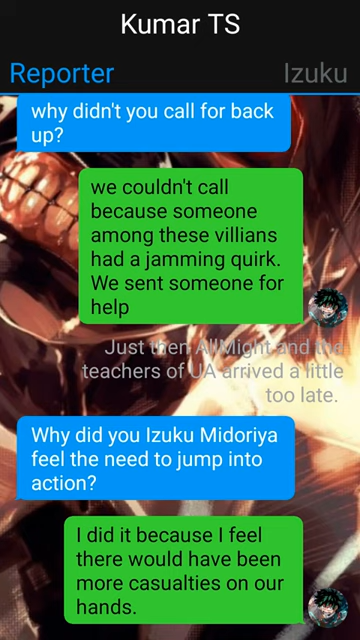 Kumar TS
Reporter
Izuku
why didn't you call for back
up?
we couldn't call
because someone
among these villians
had a jamming quirk.
We sent someone for
help
Just then AllMight and the
teachers of UA arrived a little
too late.
Why did you Izuku Midoriya
feel the need to jump into
action?
I did it because I feel
there would have been
more casualties on our
hands.